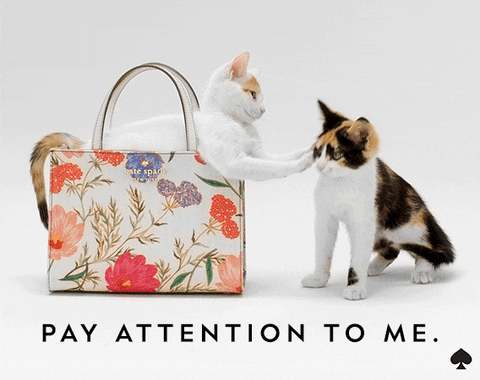 kate spade
NEW YORK
PAY ATTENTION TO ME.